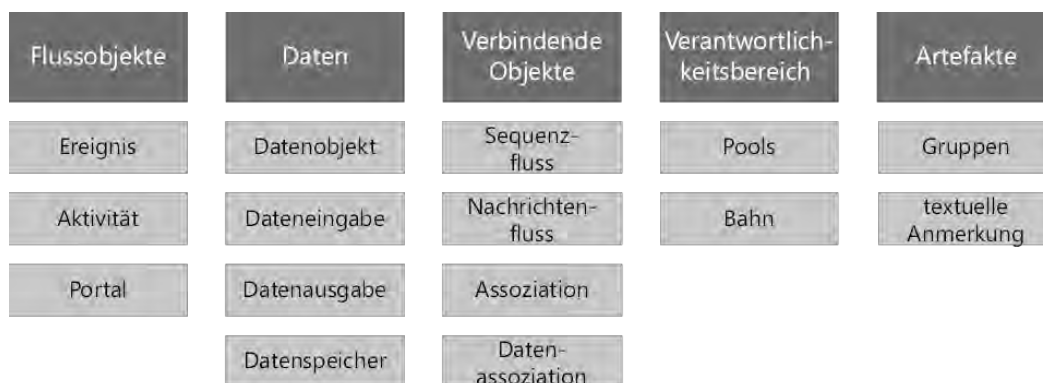 Flussobjekte
Daten
Verbindende
Objekte
Verantwortlich-
keitsbereich
Artefakte
Ereignis
Datenobjekt
Sequenz-
fluss
Pools
Gruppen
Aktivität
Dateneingabe
Nachrichten-
fluss
Bahn
textuelle
Anmerkung
Portal
Datenausgabe
Assoziation
Datenspeicher
Daten-
assoziation